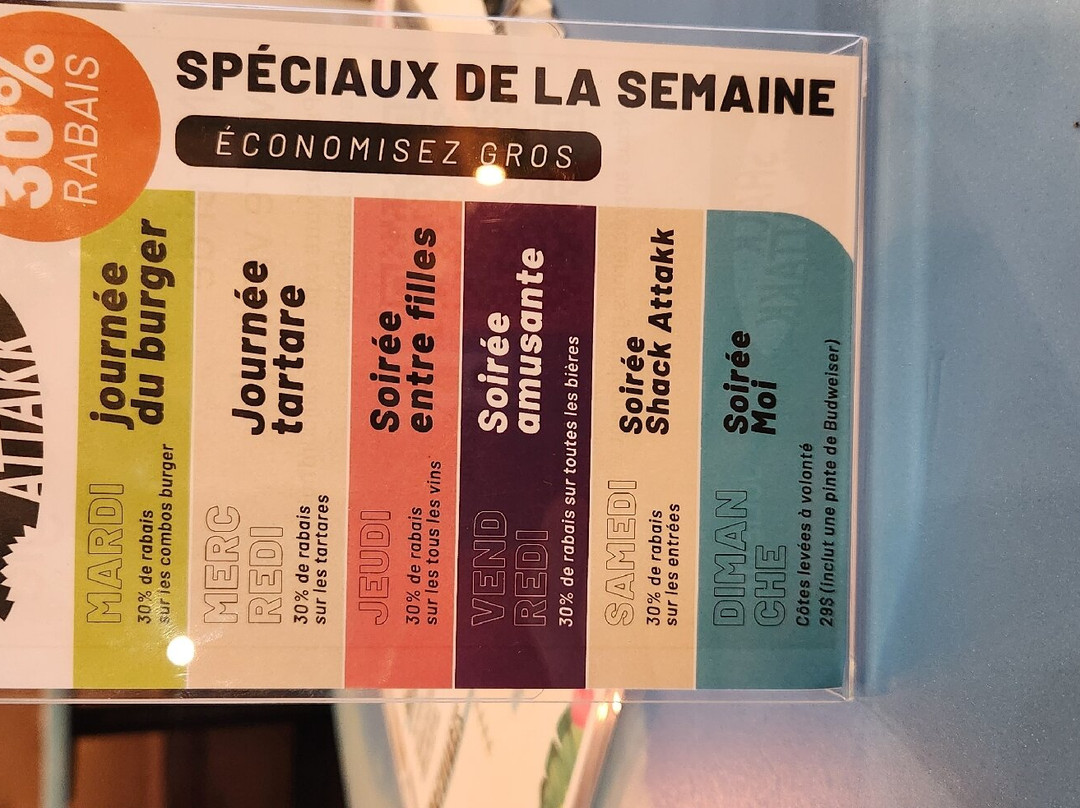 30%
RABAIS
SPÉCIAUX DE LA SEMAINE
ÉCONOMISEZ GROS
ATTAKK
MARDI
journée
du burger
30% de rabais
sur les combos burger
MERC
REDI
Journée
tartare
30% de rabais
sur les tartares
JEUDI
Soirée
entre filles
30% de rabais
sur les tous les vins
VEND
REDI
Soirée
amusante
30% de rabais sur toutes les bières
SAMEDI
Soirée
Shack Attakk
30% de rabais
sur les entrées
DIMAN
CHE
Soirée
Moi
Côtes levées à volonté
29$ (inclut une pinte de Budweiser)